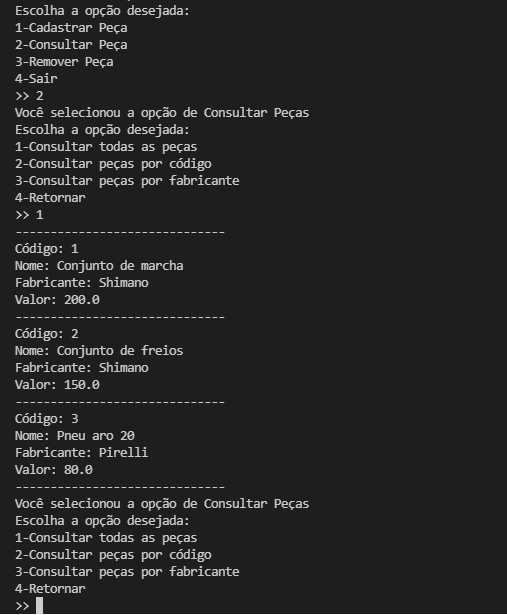 Escolha a opção desejada:
1-Cadastrar Peça
2-Consultar Peça
3-Remover Peça
4-Sair
>> 2
Você selecionou a opção de Consultar Peças
Escolha a opção desejada:
1-Consultar todas as peças
2-Consultar peças por código
3-Consultar peças por fabricante
4-Retornar
>> 1
------------------------------
Código: 1
Nome: Conjunto de marcha
Fabricante: Shimano
Valor: 200.0
------------------------------
Código: 2
Nome: Conjunto de freios
Fabricante: Shimano
Valor: 150.0
------------------------------
Código: 3
Nome: Pneu aro 20
Fabricante: Pirelli
Valor: 80.0
------------------------------
Você selecionou a opção de Consultar Peças
Escolha a opção desejada:
1-Consultar todas as peças
2-Consultar peças por código
3-Consultar peças por fabricante
4-Retornar
>>